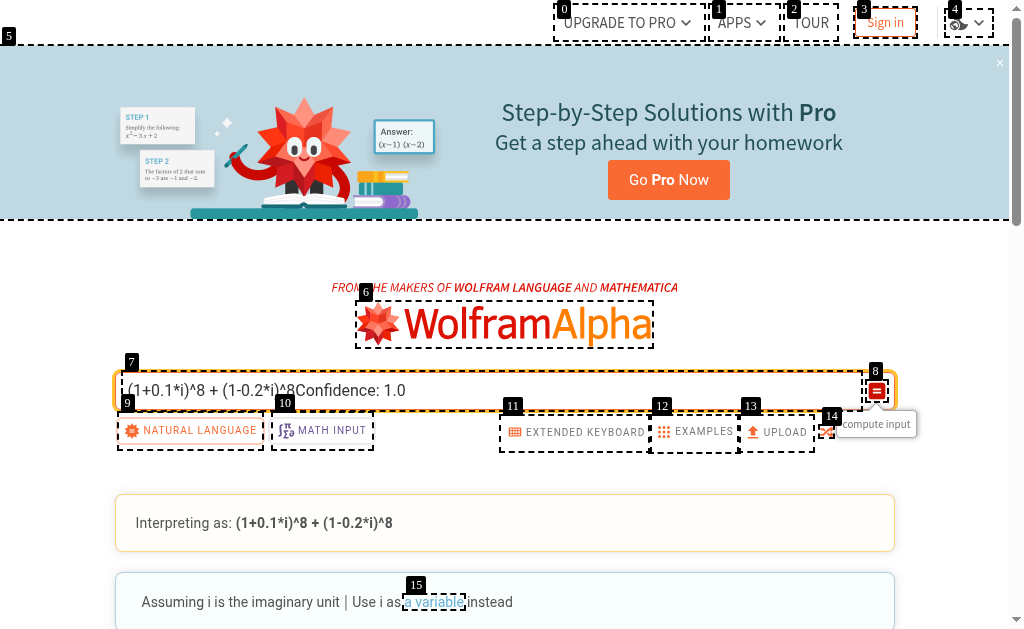 0
1
2
3
4
UPGRADE TO PRO
APPS
TOUR
Sign in
5
×
STEP 1
Simplify the following:
x²−3 x + 2
STEP 2
The factors of 2 that sum
to −3 are −1 and −2.
Answer:
(x−1) (x−2)
Step-by-Step Solutions with Pro
Get a step ahead with your homework
Go Pro Now
FROM THE MAKERS OF WOLFRAM LANGUAGE AND MATHEMATICA
6
WolframAlpha
7
8
(1+0.1*i)^8 + (1-0.2*i)^8Confidence: 1.0
=
9
10
11
12
13
14
NATURAL LANGUAGE
MATH INPUT
EXTENDED KEYBOARD
EXAMPLES
UPLOAD
compute input
Interpreting as: (1+0.1*i)^8 + (1-0.2*i)^8
15
Assuming i is the imaginary unit | Use i as a variable instead